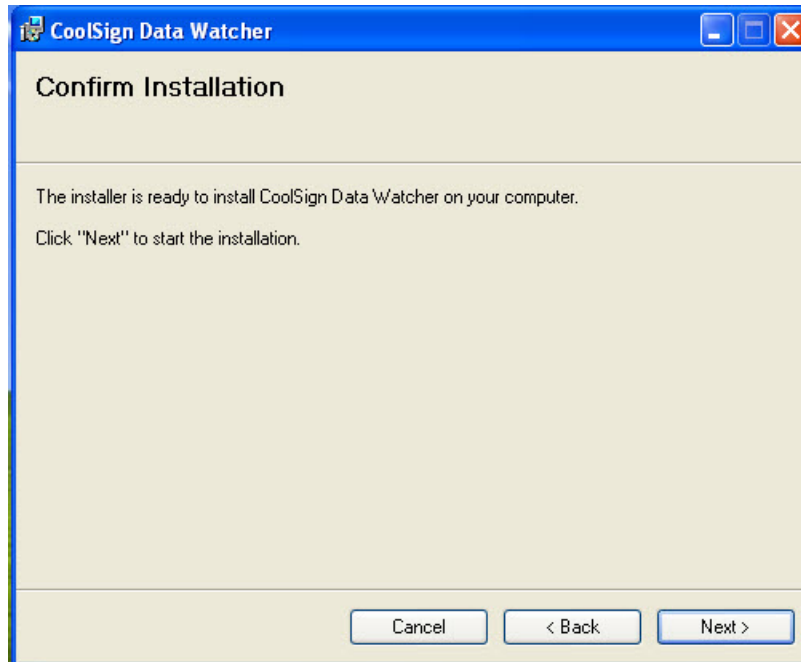 CoolSign Data Watcher
Confirm Installation
The installer is ready to install CoolSign Data Watcher on your computer.
Click "Next" to start the installation.
Cancel
< Back
Next >